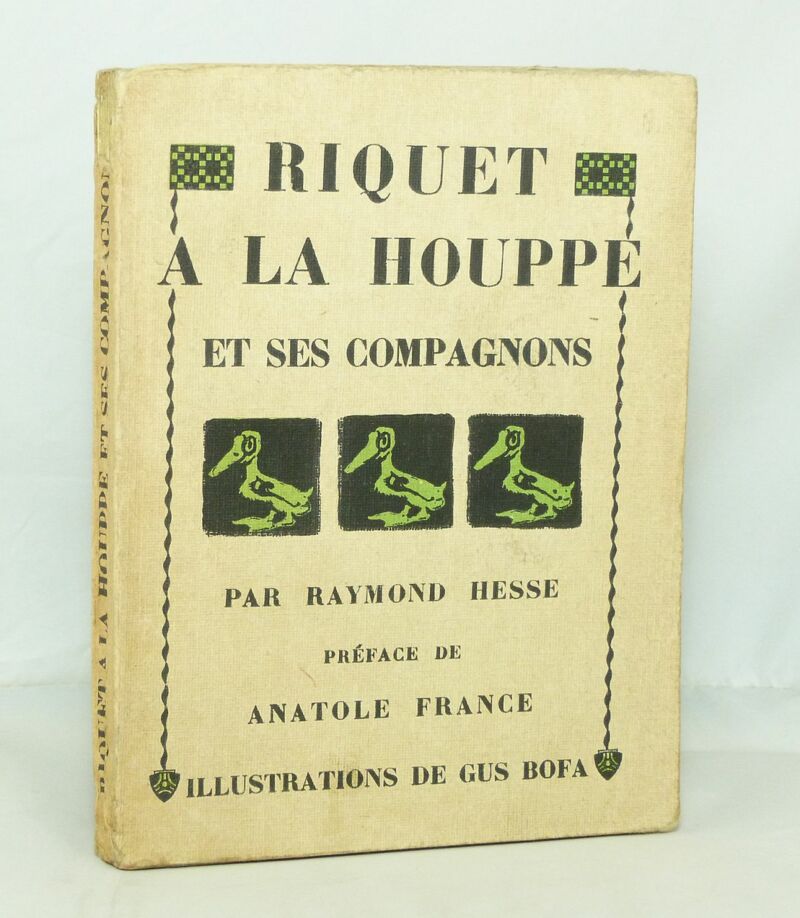 RIQUET
A LA HOUPPE
ET SES COMPAGNONS
PAR RAYMOND HESSE
PRÉFACE DE
ANATOLE FRANCE
ILLUSTRATIONS DE GUS BOFA
RIQUET A LA HOUPPE ET SES COMPAGNON